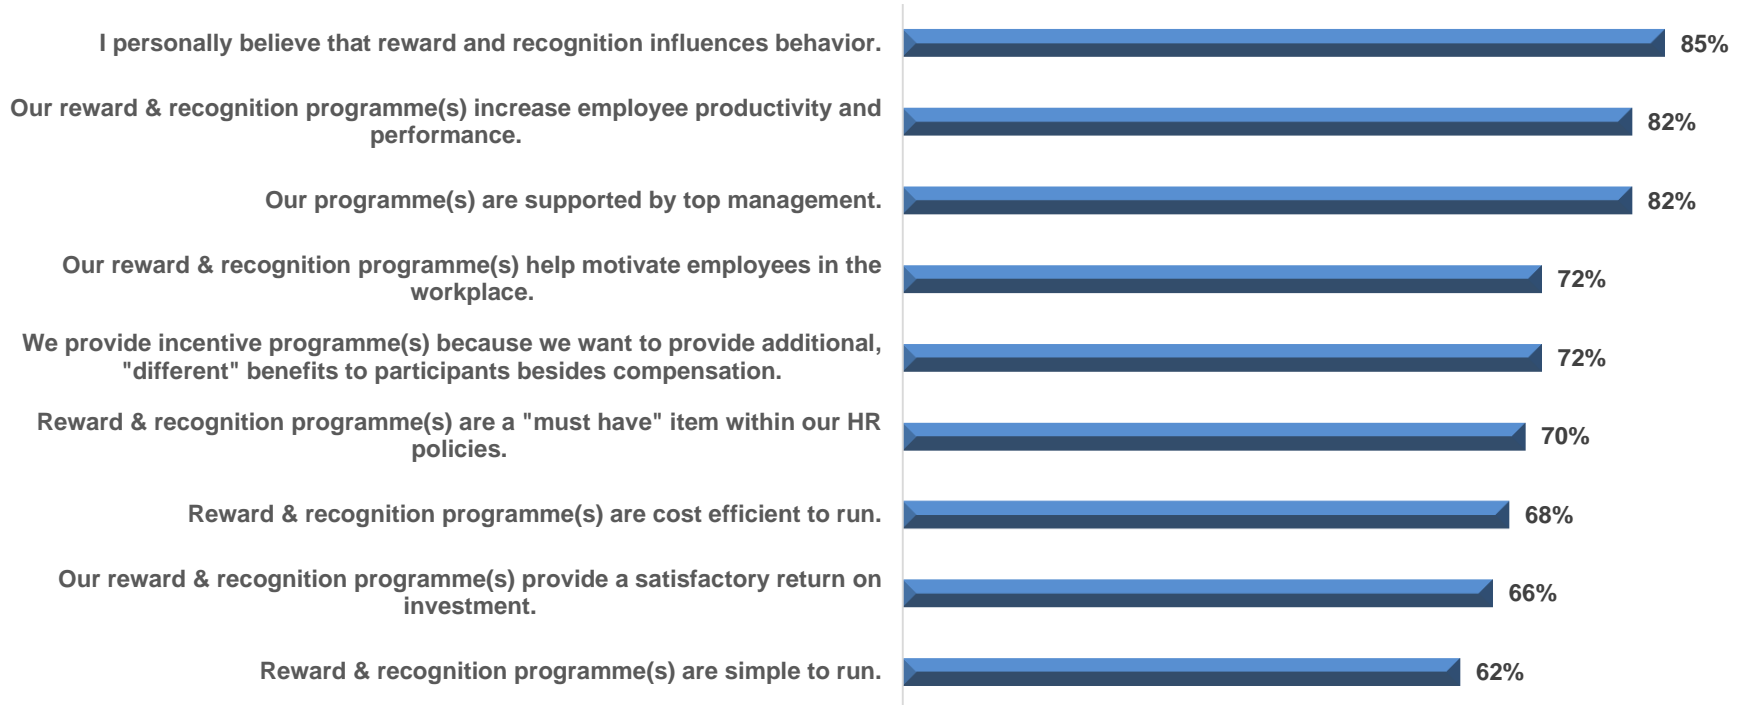 I personally believe that reward and recognition influences behavior.
85%
Our reward & recognition programme(s) increase employee productivity and
performance.
82%
Our programme(s) are supported by top management.
82%
Our reward & recognition programme(s) help motivate employees in the
workplace.
72%
We provide incentive programme(s) because we want to provide additional,
"different" benefits to participants besides compensation.
72%
Reward & recognition programme(s) are a "must have" item within our HR
policies.
70%
Reward & recognition programme(s) are cost efficient to run.
68%
Our reward & recognition programme(s) provide a satisfactory return on
investment.
66%
Reward & recognition programme(s) are simple to run.
62%